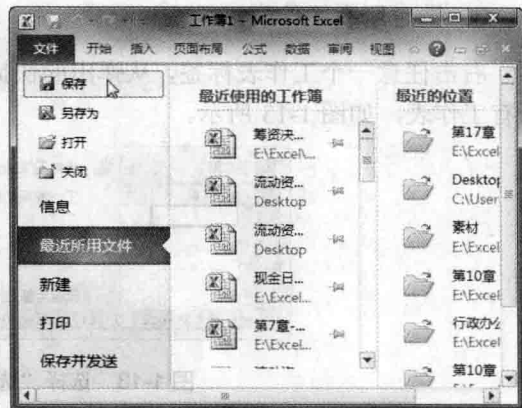 工作簿1 - Microsoft Excel
文件 开始 插入 页面布局 公式 数据 审阅 视图
保存
另存为
打开
关闭
信息
最近所用文件
新建
打印
保存并发送
最近使用的工作簿
筹资决...
E:\Excel\...
流动资...
Desktop
流动资...
Desktop
现金日...
E:\Excel...
第7章-...
E:\Excel...
最近的位置
第17章
E:\Excel
Desktop
C:\User
素材
E:\Excel
第10章
E:\Excel
行政办公
E:\Excel
第10章